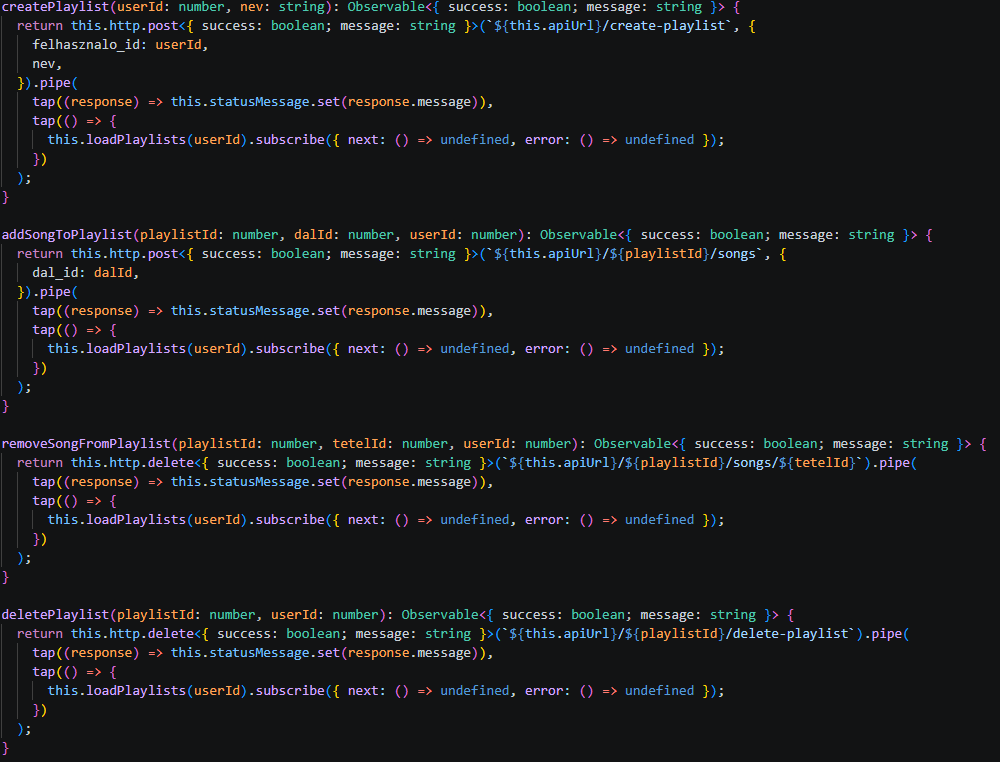 createPlaylist(userId: number, nev: string): Observable<{ success: boolean; message: string }> {
  return this.http.post<{ success: boolean; message: string }>(`${this.apiUrl}/create-playlist`, {
    felhasznalo_id: userId,
    nev,
  }).pipe(
    tap((response) => this.statusMessage.set(response.message)),
    tap(() => {
      this.loadPlaylists(userId).subscribe({ next: () => undefined, error: () => undefined });
    })
  );
}

addSongToPlaylist(playlistId: number, dalId: number, userId: number): Observable<{ success: boolean; message: string }> {
  return this.http.post<{ success: boolean; message: string }>(`${this.apiUrl}/${playlistId}/songs`, {
    dal_id: dalId,
  }).pipe(
    tap((response) => this.statusMessage.set(response.message)),
    tap(() => {
      this.loadPlaylists(userId).subscribe({ next: () => undefined, error: () => undefined });
    })
  );
}

removeSongFromPlaylist(playlistId: number, tetelId: number, userId: number): Observable<{ success: boolean; message: string }> {
  return this.http.delete<{ success: boolean; message: string }>(`${this.apiUrl}/${playlistId}/songs/${tetelId}`).pipe(
    tap((response) => this.statusMessage.set(response.message)),
    tap(() => {
      this.loadPlaylists(userId).subscribe({ next: () => undefined, error: () => undefined });
    })
  );
}

deletePlaylist(playlistId: number, userId: number): Observable<{ success: boolean; message: string }> {
  return this.http.delete<{ success: boolean; message: string }>(`${this.apiUrl}/${playlistId}/delete-playlist`).pipe(
    tap((response) => this.statusMessage.set(response.message)),
    tap(() => {
      this.loadPlaylists(userId).subscribe({ next: () => undefined, error: () => undefined });
    })
  );
}